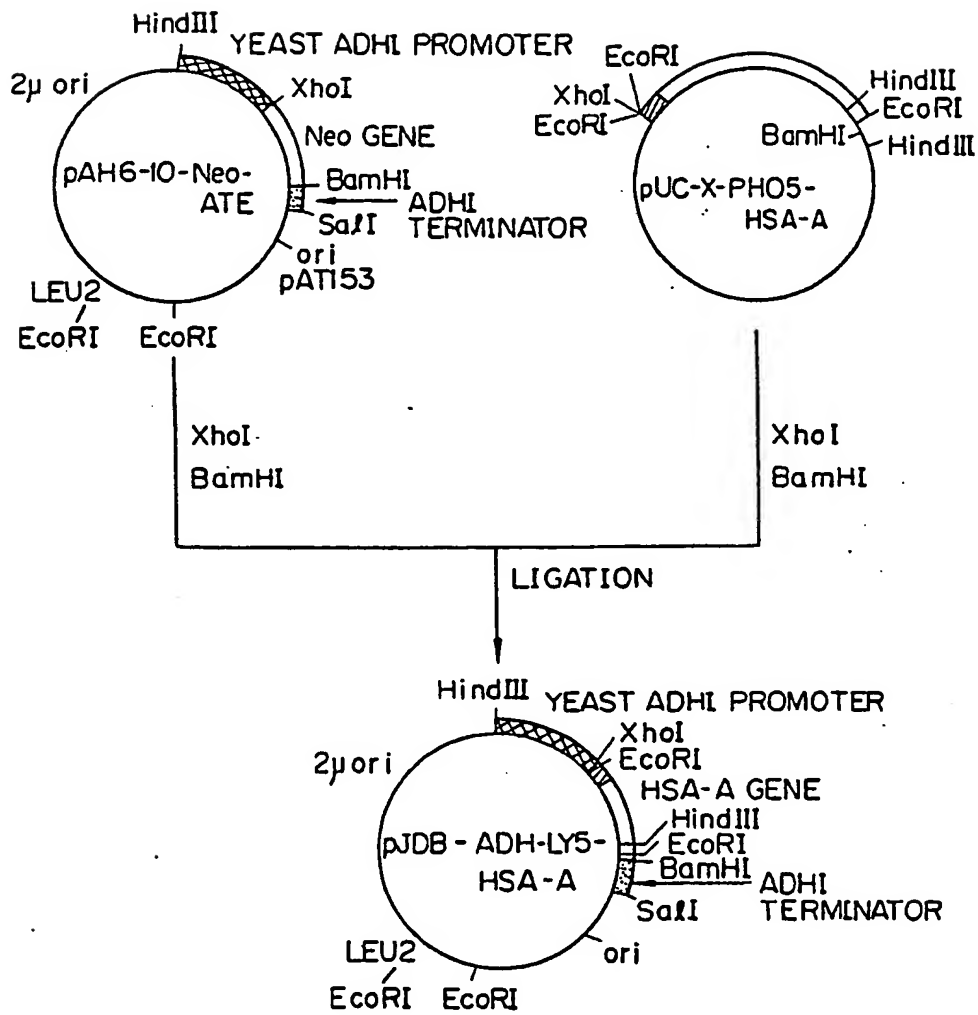 HindIII
YEAST ADHI PROMOTER
2μ ori
XhoI
Neo GENE
pAH6-10-Neo-
ATE
BamHI
ADHI
TERMINATOR
SalI
ori
pAT153
LEU2
EcoRI
EcoRI
EcoRI
XhoI
EcoRI
HindIII
EcoRI
BamHI
HindIII
pUC-X-PHO5-
HSA-A
XhoI
BamHI
XhoI
BamHI
LIGATION
HindIII
YEAST ADHI PROMOTER
2μ ori
XhoI
EcoRI
HSA-A GENE
HindIII
EcoRI
BamHI
pJDB-ADH-LY5-
HSA-A
ADHI
TERMINATOR
SalI
ori
LEU2
EcoRI
EcoRI